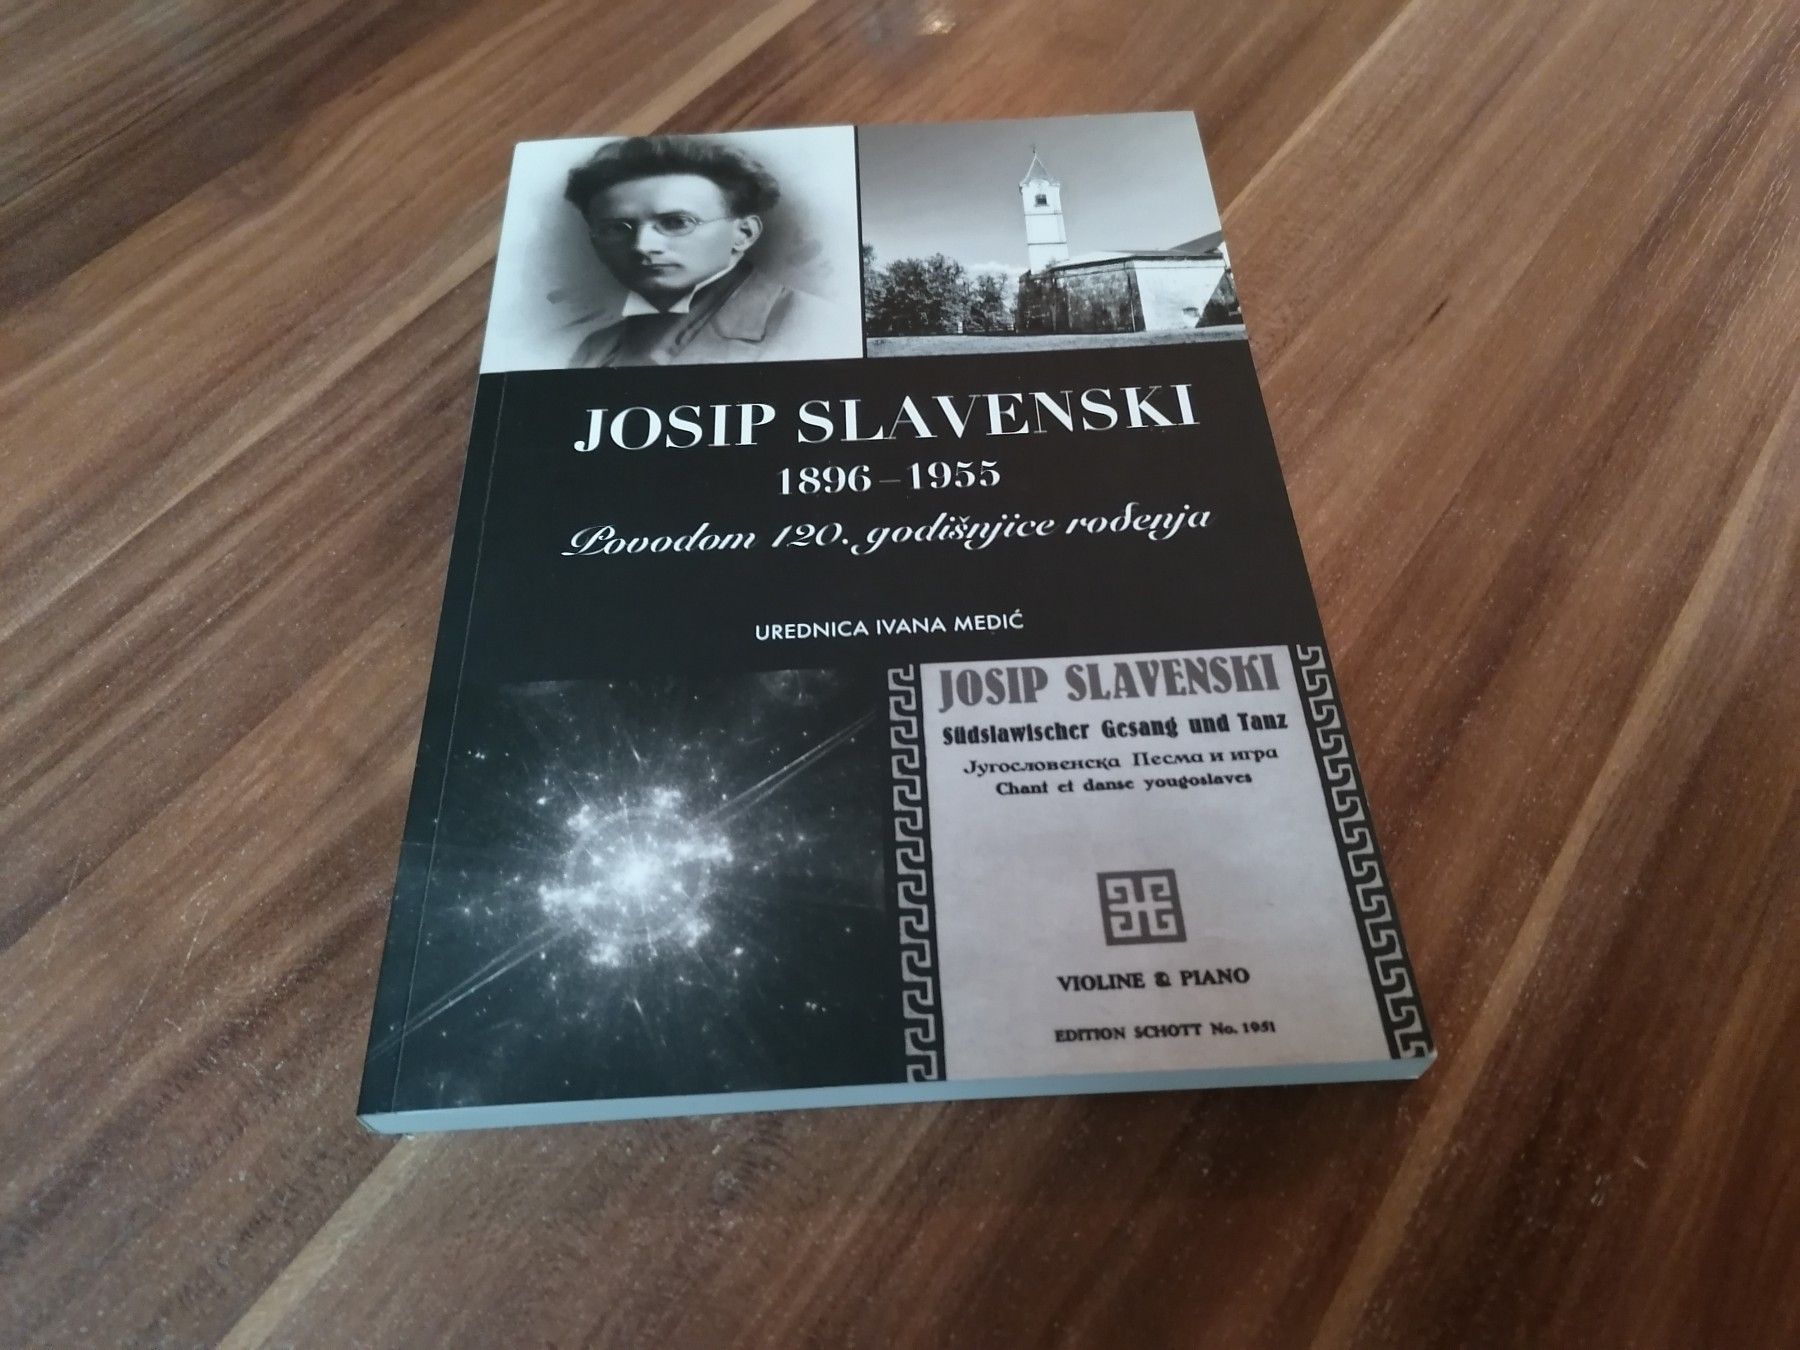 JOSIP SLAVENSKI
1896–1955
Povodom 120. godišnjice rođenja
UREDNICA IVANA MEDIĆ
JOSIP SLAVENSKI
Südslawischer Gesang und Tanz
Југословенска Песма и игра
Chant et danse yougoslaves
VIOLINE & PIANO
EDITION SCHOTT No. 1951